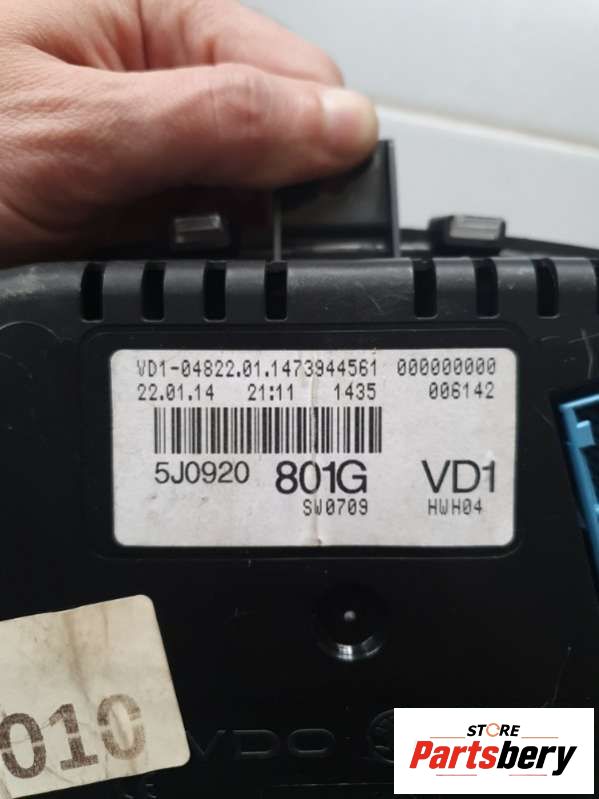 VD1-04822.01.1473944561 000000000
22.01.14 21:11 1435 006142
5J0920 801G VD1
SW0709 HWH04
010
VDO
STORE
Partsbery